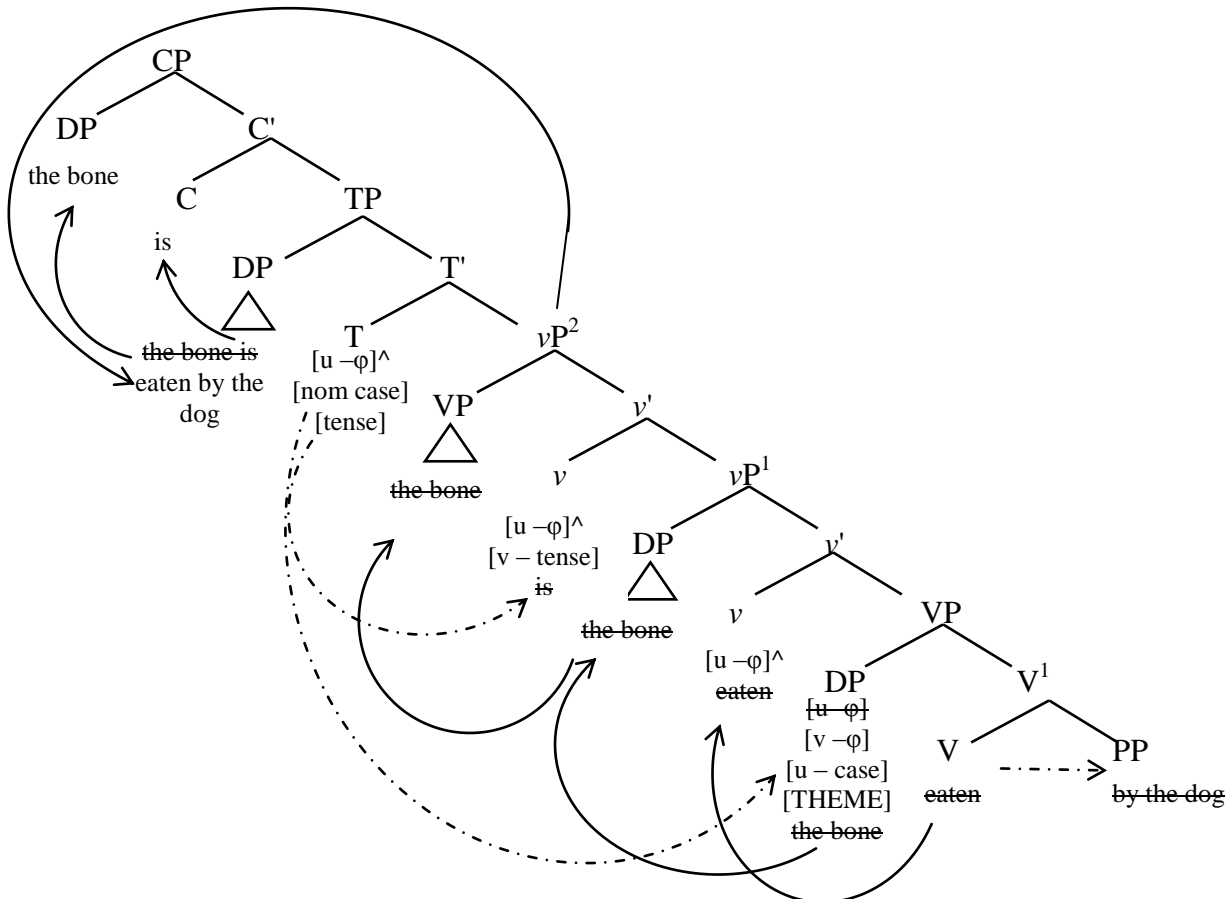 CP
DP
C'
the bone
C
TP
is
DP
T'
the bone is
eaten by the
dog
T
[u –φ]^
[nom case]
[tense]
vP²
VP
v'
the bone
v
[u –φ]^
[v – tense]
is
vP¹
DP
v'
the bone
v
[u –φ]^
eaten
VP
DP
[u –φ]
[v –φ]
[u – case]
[THEME]
the bone
V¹
V
eaten
PP
by the dog